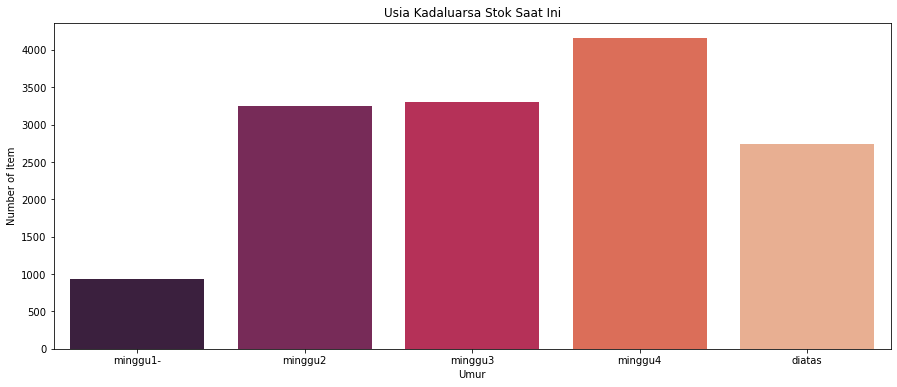 Usia Kadaluarsa Stok Saat Ini
Number of Item
4000
3500
3000
2500
2000
1500
1000
500
0
minggu1- minggu2 minggu3 minggu4 diatas
Umur